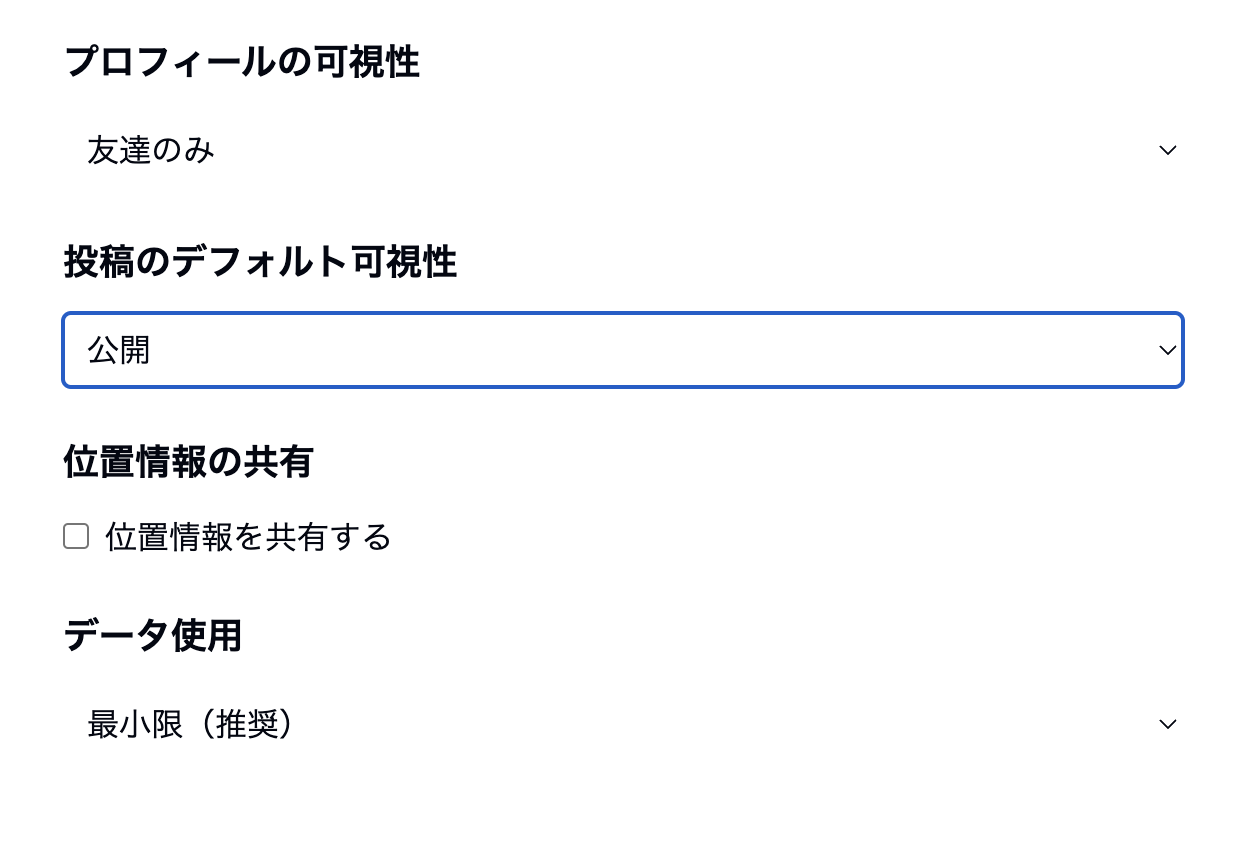 プロフィールの可視性
友達のみ
投稿のデフォルト可視性
公開
位置情報の共有
位置情報を共有する
データ使用
最小限（推奨）